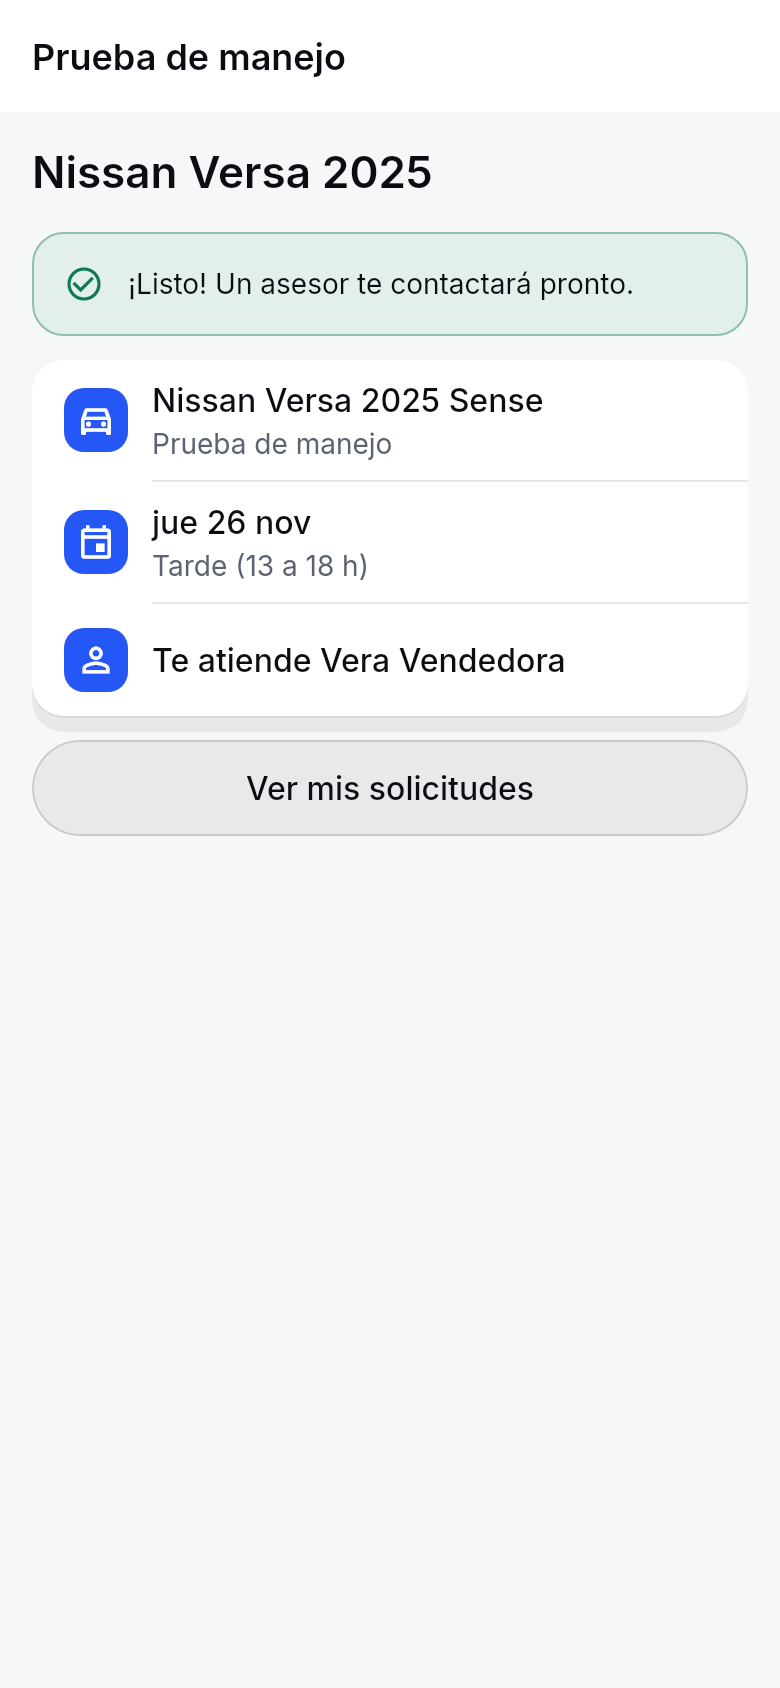 Prueba de manejo
Nissan Versa 2025
¡Listo! Un asesor te contactará pronto.
Nissan Versa 2025 Sense
Prueba de manejo
jue 26 nov
Tarde (13 a 18 h)
Te atiende Vera Vendedora
Ver mis solicitudes